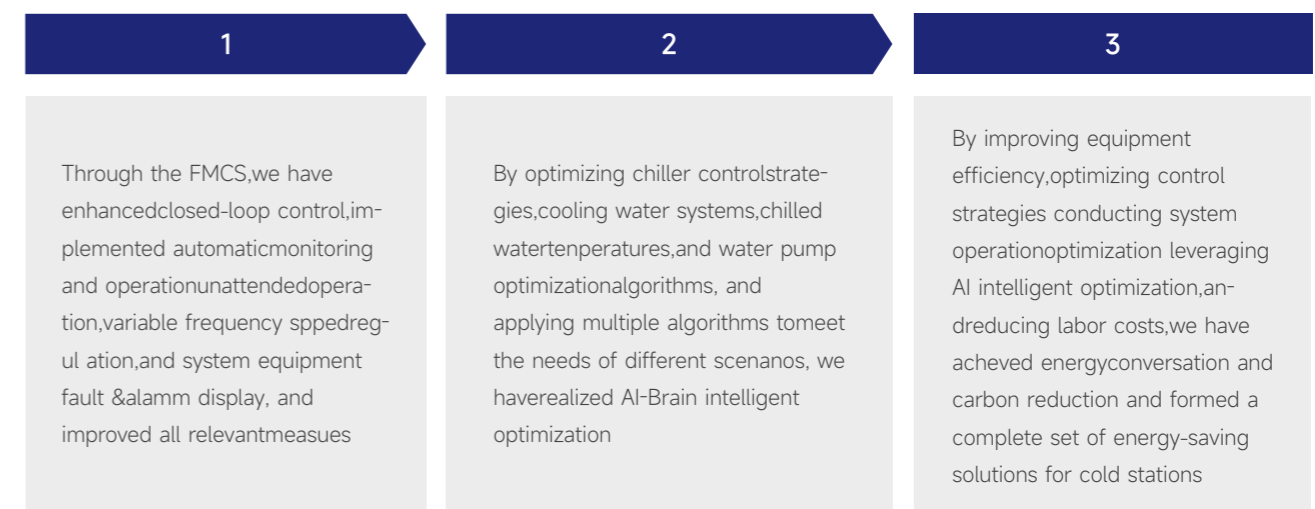 1
Through the FMCS,we have
enhancedclosed-loop control,im-
plemented automaticmonitoring
and operationunattendedopera-
tion,variable frequency sppedreg-
ul ation,and system equipment
fault &alamm display, and
improved all relevantmeasues
2
By optimizing chiller controlstrate-
gies,cooling water systems,chilled
watertenperatures,and water pump
optimizationalgorithms, and
applying multiple algorithms tomeet
the needs of different scenanos, we
haverealized AI-Brain intelligent
optimization
3
By improving equipment
efficiency,optimizing control
strategies conducting system
operationoptimization leveraging
AI intelligent optimization,an-
dreducing labor costs,we have
acheved energyconversation and
carbon reduction and formed a
complete set of energy-saving
solutions for cold stations